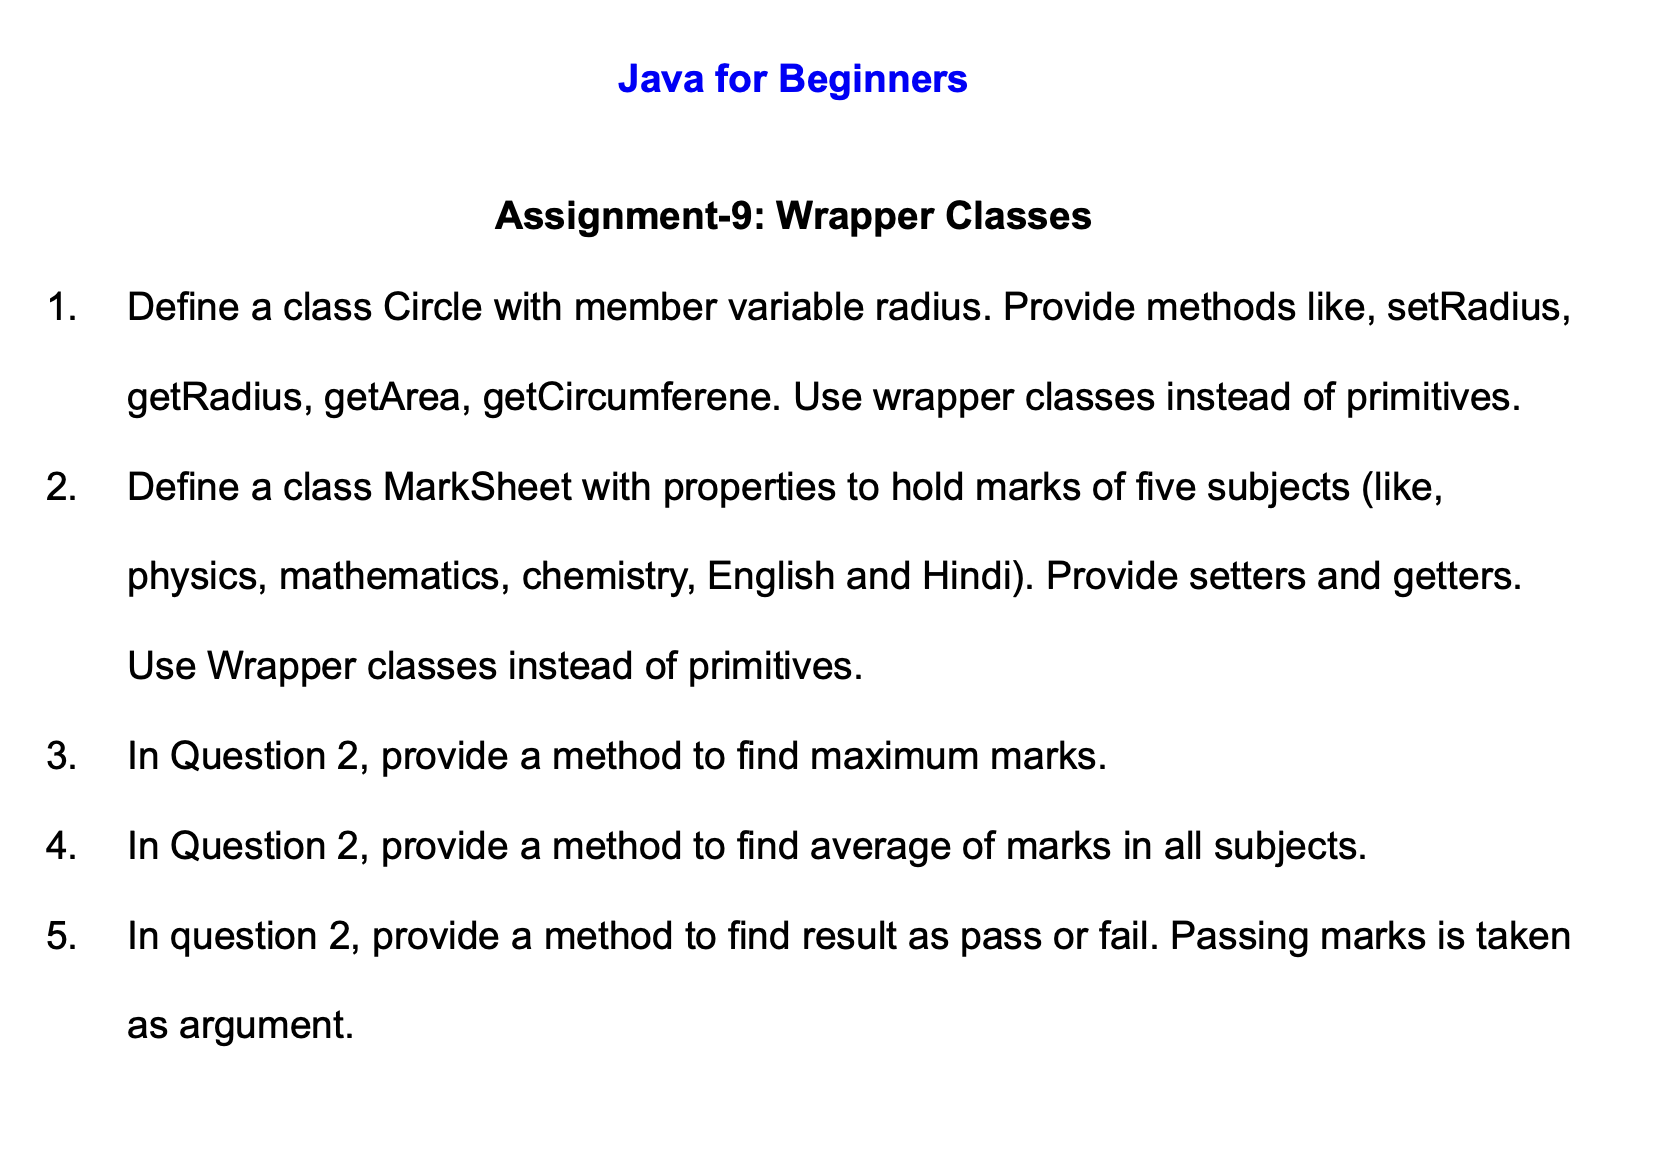 Java for Beginners
Assignment-9: Wrapper Classes
1. Define a class Circle with member variable radius. Provide methods like, setRadius,
getRadius, getArea, getCircumferene. Use wrapper classes instead of primitives.
2. Define a class MarkSheet with properties to hold marks of five subjects (like,
physics, mathematics, chemistry, English and Hindi). Provide setters and getters.
Use Wrapper classes instead of primitives.
3. In Question 2, provide a method to find maximum marks.
4. In Question 2, provide a method to find average of marks in all subjects.
5. In question 2, provide a method to find result as pass or fail. Passing marks is taken
as argument.